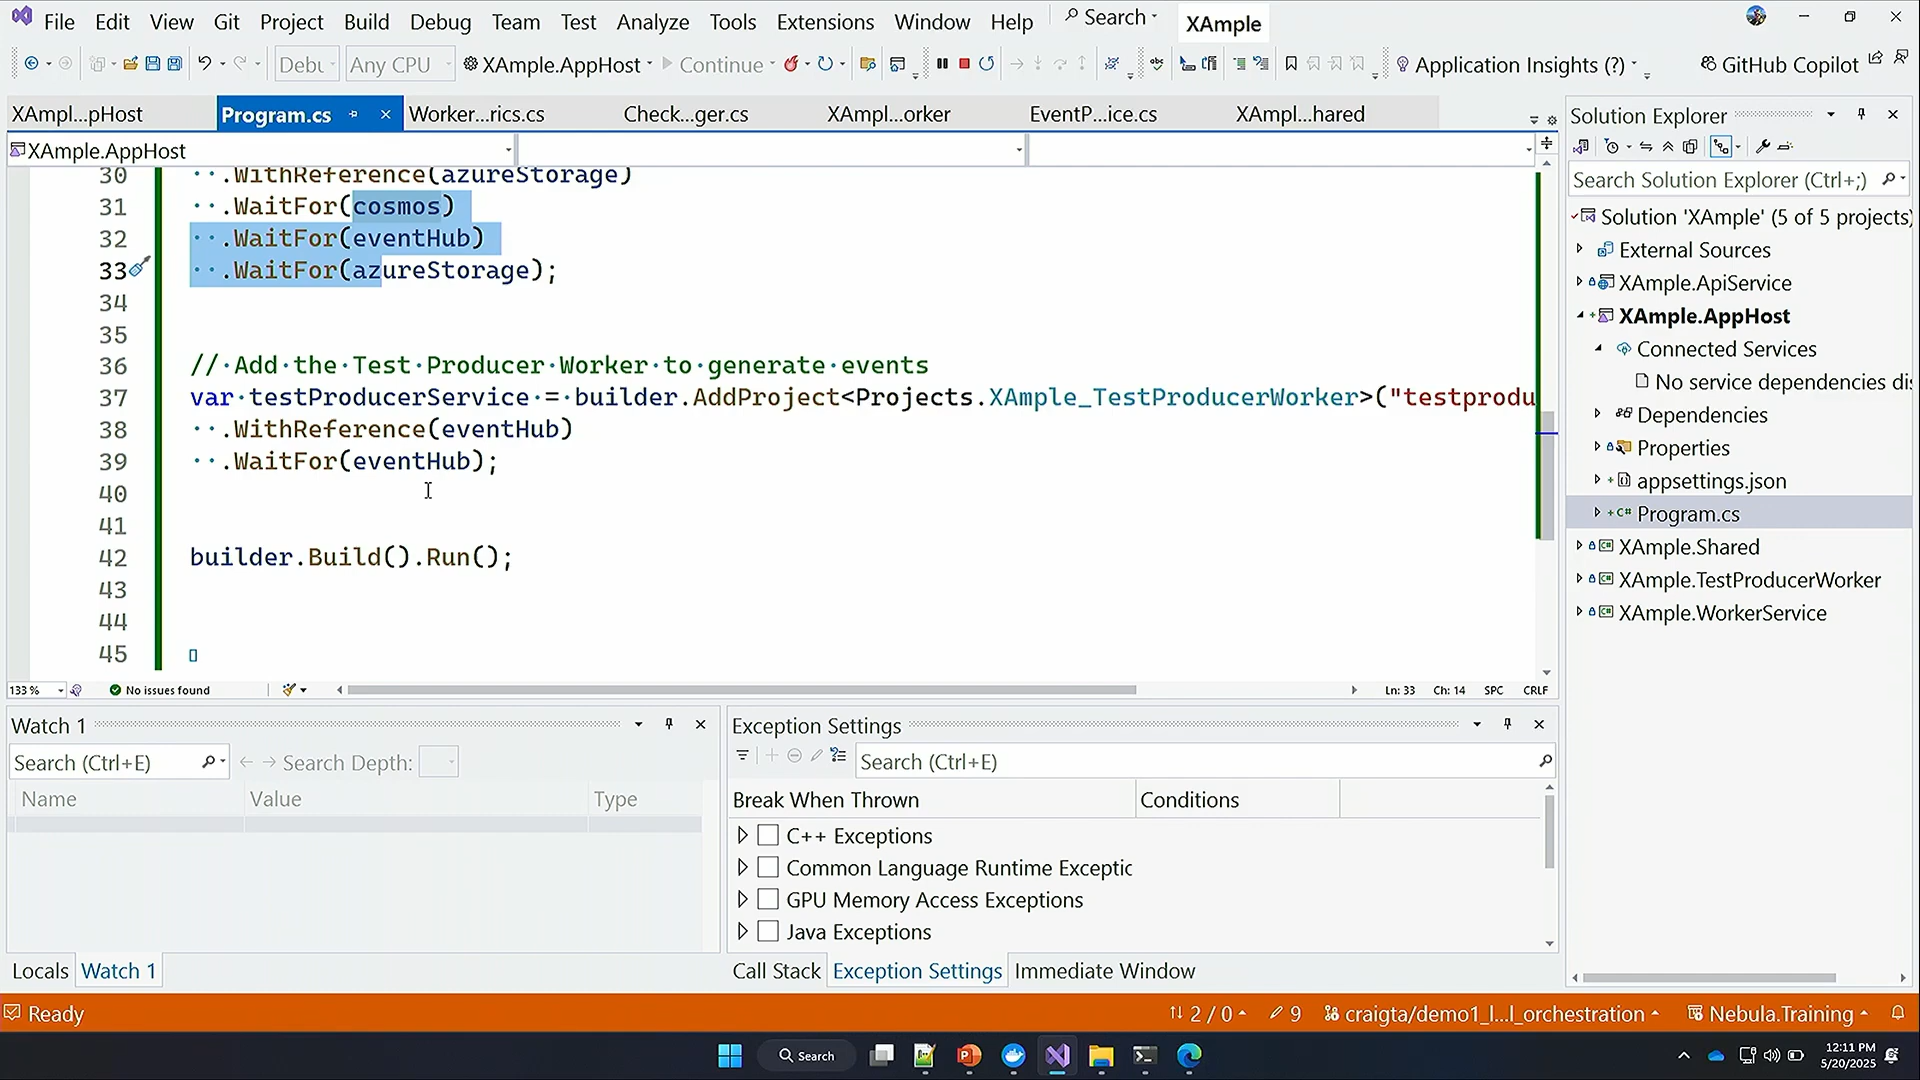 File Edit View Git Project Build Debug Team Test Analyze Tools Extensions Window Help Search XAmple
Debu Any CPU XAmple.AppHost Continue Application Insights (?) GitHub Copilot
XAmpl...pHost Program.cs Worker...rics.cs Check...ger.cs XAmpl...orker EventP...ice.cs XAmpl...hared
XAmple.AppHost
30 .WithReference(azureStorage)
31 .WaitFor(cosmos)
32 .WaitFor(eventHub)
33 .WaitFor(azureStorage);
34
35
36 // Add the Test Producer Worker to generate events
37 var testProducerService = builder.AddProject<Projects.XAmple_TestProducerWorker>("testprodu
38 .WithReference(eventHub)
39 .WaitFor(eventHub);
40
41
42 builder.Build().Run();
43
44
45
133 % No issues found Ln: 33 Ch: 14 SPC CRLF
Solution Explorer
Search Solution Explorer (Ctrl+;)
Solution 'XAmple' (5 of 5 projects)
External Sources
XAmple.ApiService
XAmple.AppHost
Connected Services
No service dependencies dis
Dependencies
Properties
appsettings.json
Program.cs
XAmple.Shared
XAmple.TestProducerWorker
XAmple.WorkerService
Watch 1
Search (Ctrl+E) Search Depth:
Name Value Type
Locals Watch 1
Exception Settings
Search (Ctrl+E)
Break When Thrown Conditions
C++ Exceptions
Common Language Runtime Exceptic
GPU Memory Access Exceptions
Java Exceptions
Call Stack Exception Settings Immediate Window
Ready 2 / 0 9 craigta/demo1_l...l_orchestration Nebula.Training
Search
12:11 PM
5/20/2025